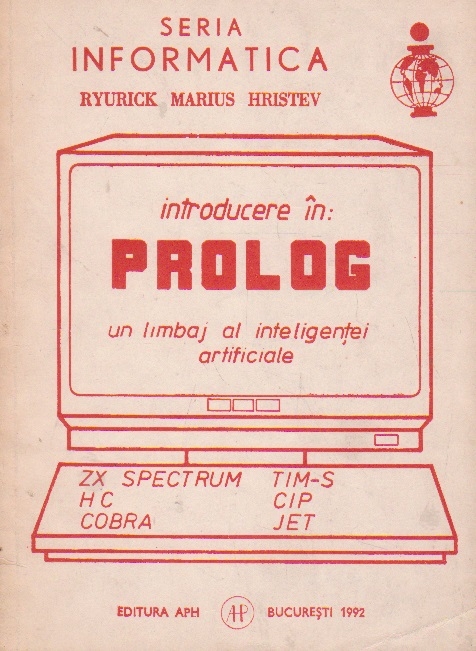 SERIA
INFORMATICA
RYURICK MARIUS HRISTEV
introducere în:
PROLOG
un limbaj al inteligenței
artificiale
ZX SPECTRUM TIM-S
HC CIP
COBRA JET
EDITURA APH AHP BUCUREȘTI 1992